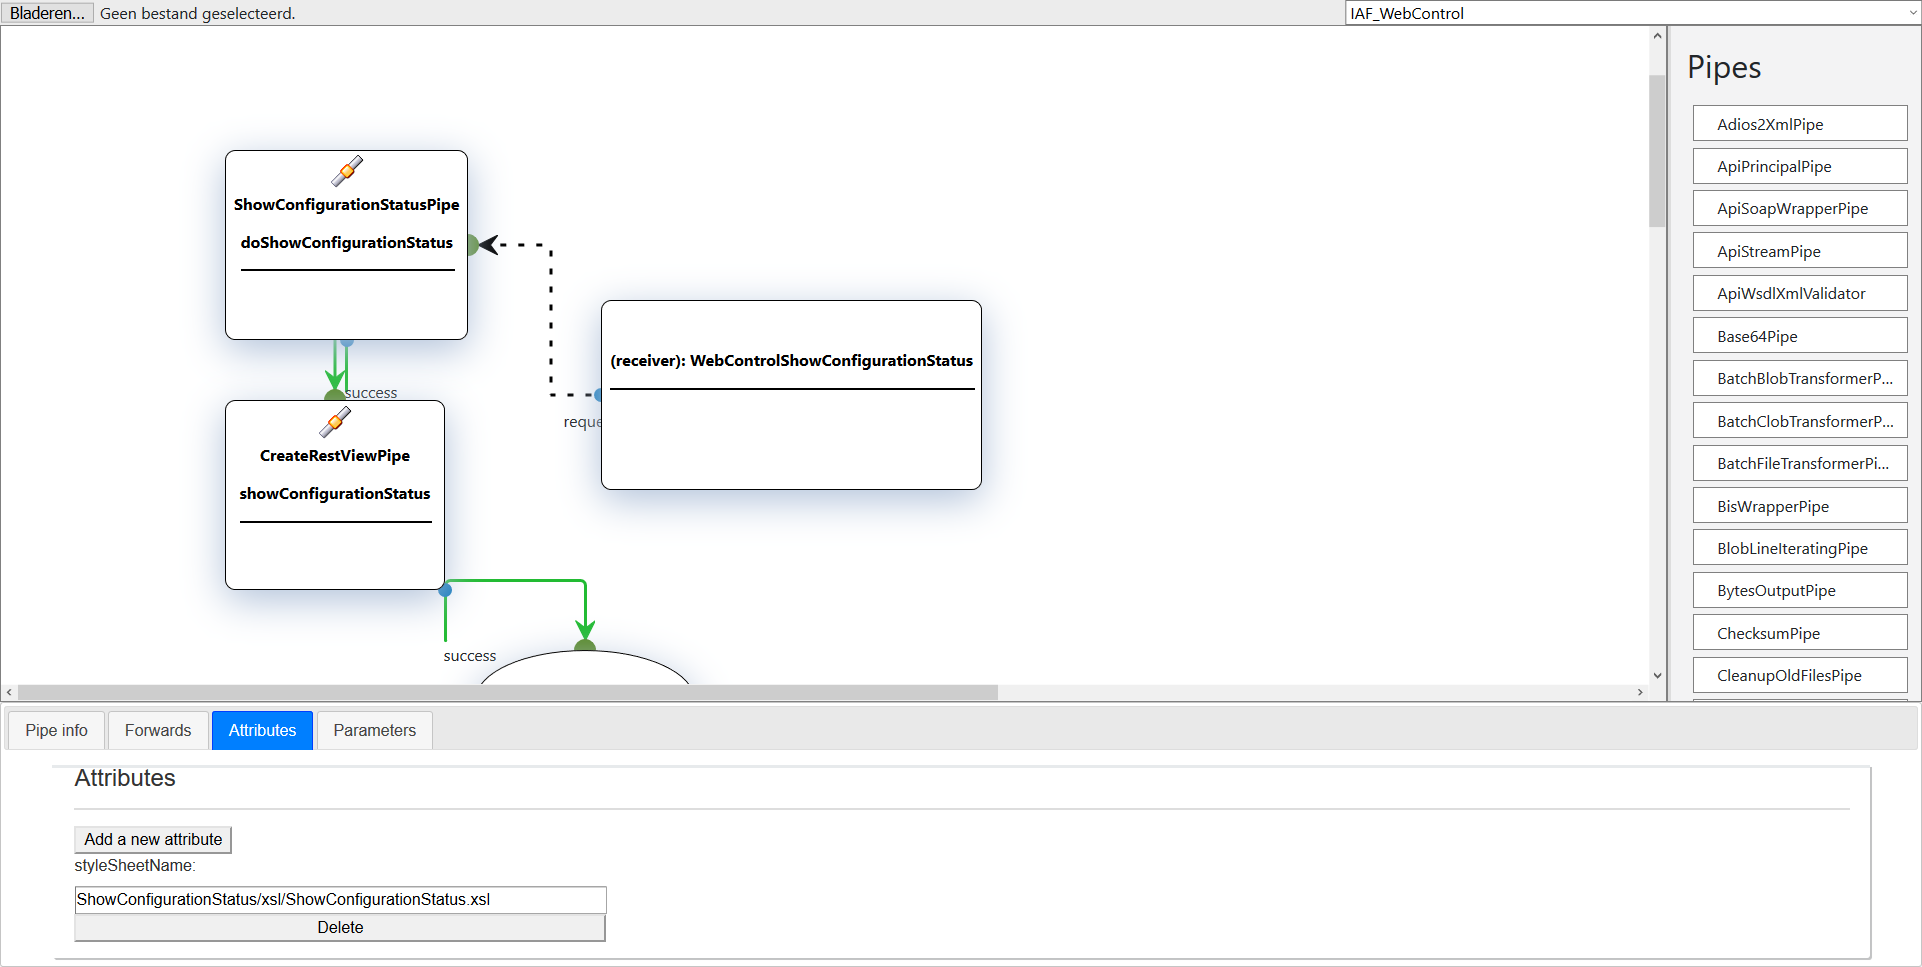 Bladeren... Geen bestand geselecteerd.
IAF_WebControl
ShowConfigurationStatusPipe
doShowConfigurationStatus
success
CreateRestViewPipe
showConfigurationStatus
success
(receiver): WebControlShowConfigurationStatus
reque
Pipes
Adios2XmlPipe
ApiPrincipalPipe
ApiSoapWrapperPipe
ApiStreamPipe
ApiWsdlXmlValidator
Base64Pipe
BatchBlobTransformerP...
BatchClobTransformerP...
BatchFileTransformerPi...
BisWrapperPipe
BlobLineIteratingPipe
BytesOutputPipe
ChecksumPipe
CleanupOldFilesPipe
Pipe info Forwards Attributes Parameters
Attributes
Add a new attribute
styleSheetName:
ShowConfigurationStatus/xsl/ShowConfigurationStatus.xsl
Delete